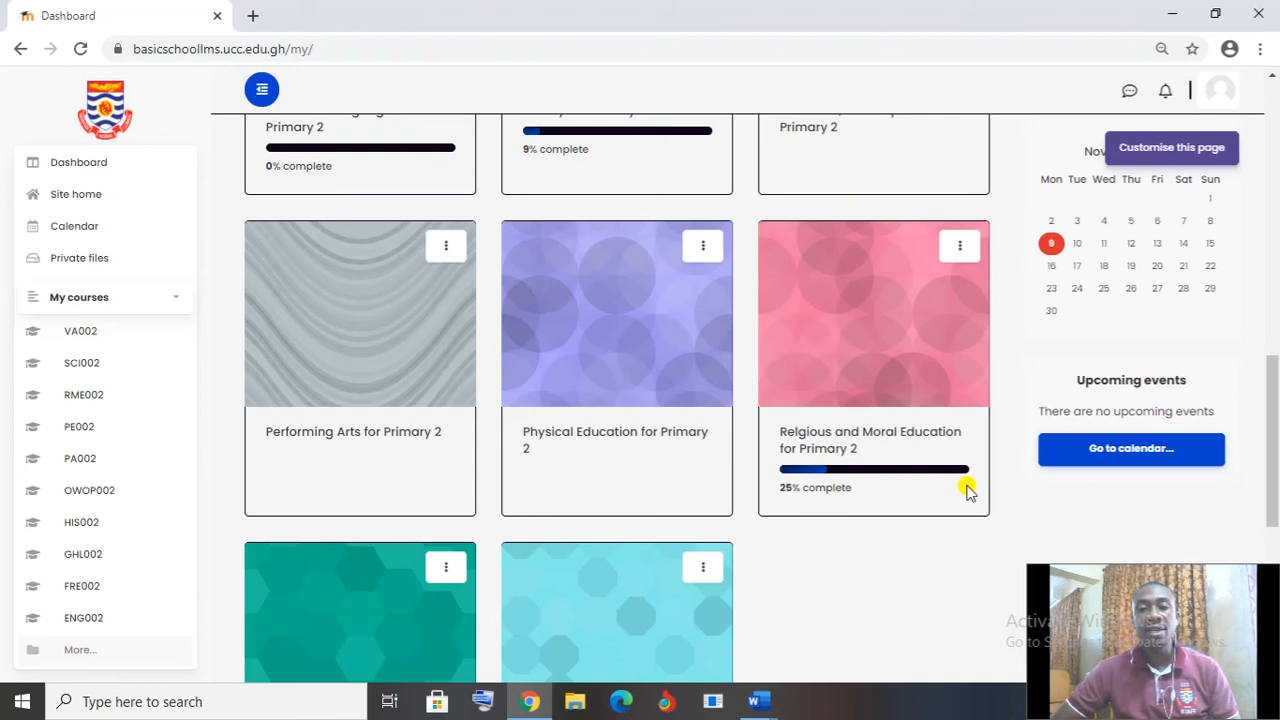 Dashboard
basicschoollms.ucc.edu.gh/my/
Dashboard
Site home
Calendar
Private files
My courses
VA002
SCI002
RME002
PE002
PA002
OWOP002
HIS002
GHL002
FRE002
ENG002
More...
Primary 2
0% complete
9% complete
Primary 2
Performing Arts for Primary 2
Physical Education for Primary
2
Relgious and Moral Education
for Primary 2
25% complete
Nov
Customise this page
Mon Tue Wed Thu Fri Sat Sun
1
2 3 4 5 6 7 8
9 10 11 12 13 14 15
16 17 18 19 20 21 22
23 24 25 26 27 28 29
30
Upcoming events
There are no upcoming events
Go to calendar...
Type here to search